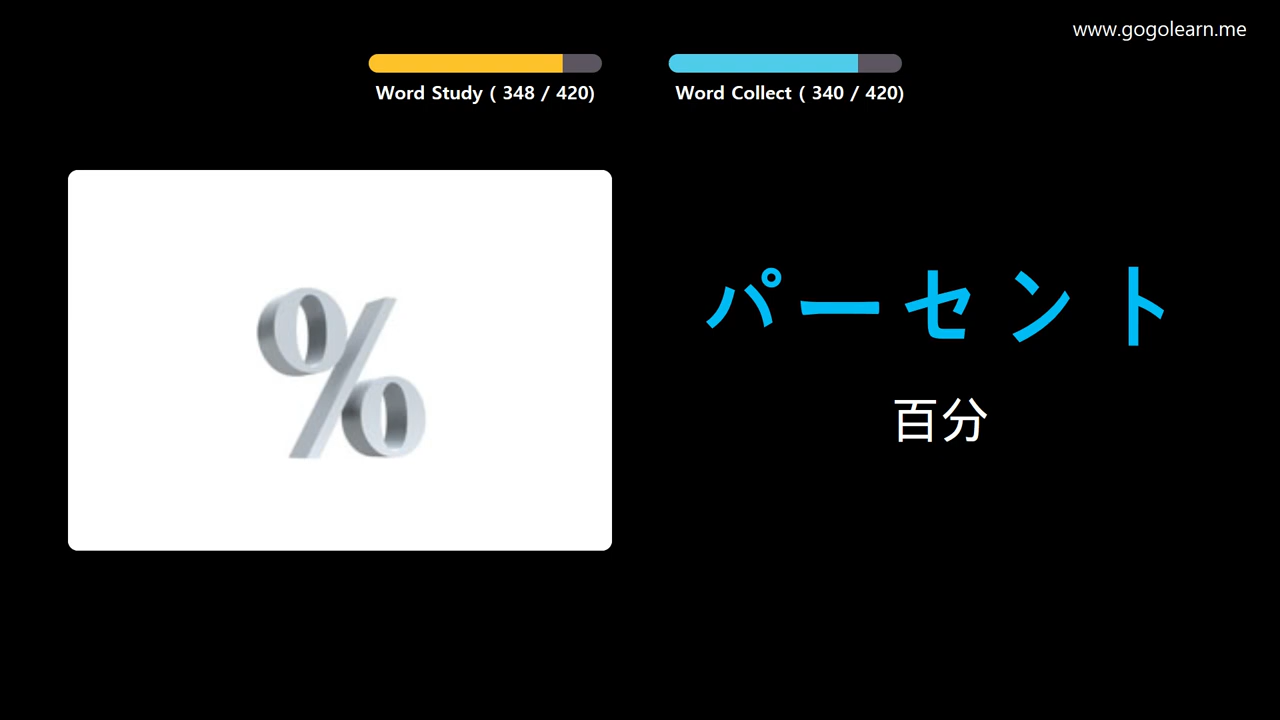 www.gogolearn.me
Word Study ( 348 / 420)
Word Collect ( 340 / 420)
%
パーセント
百分